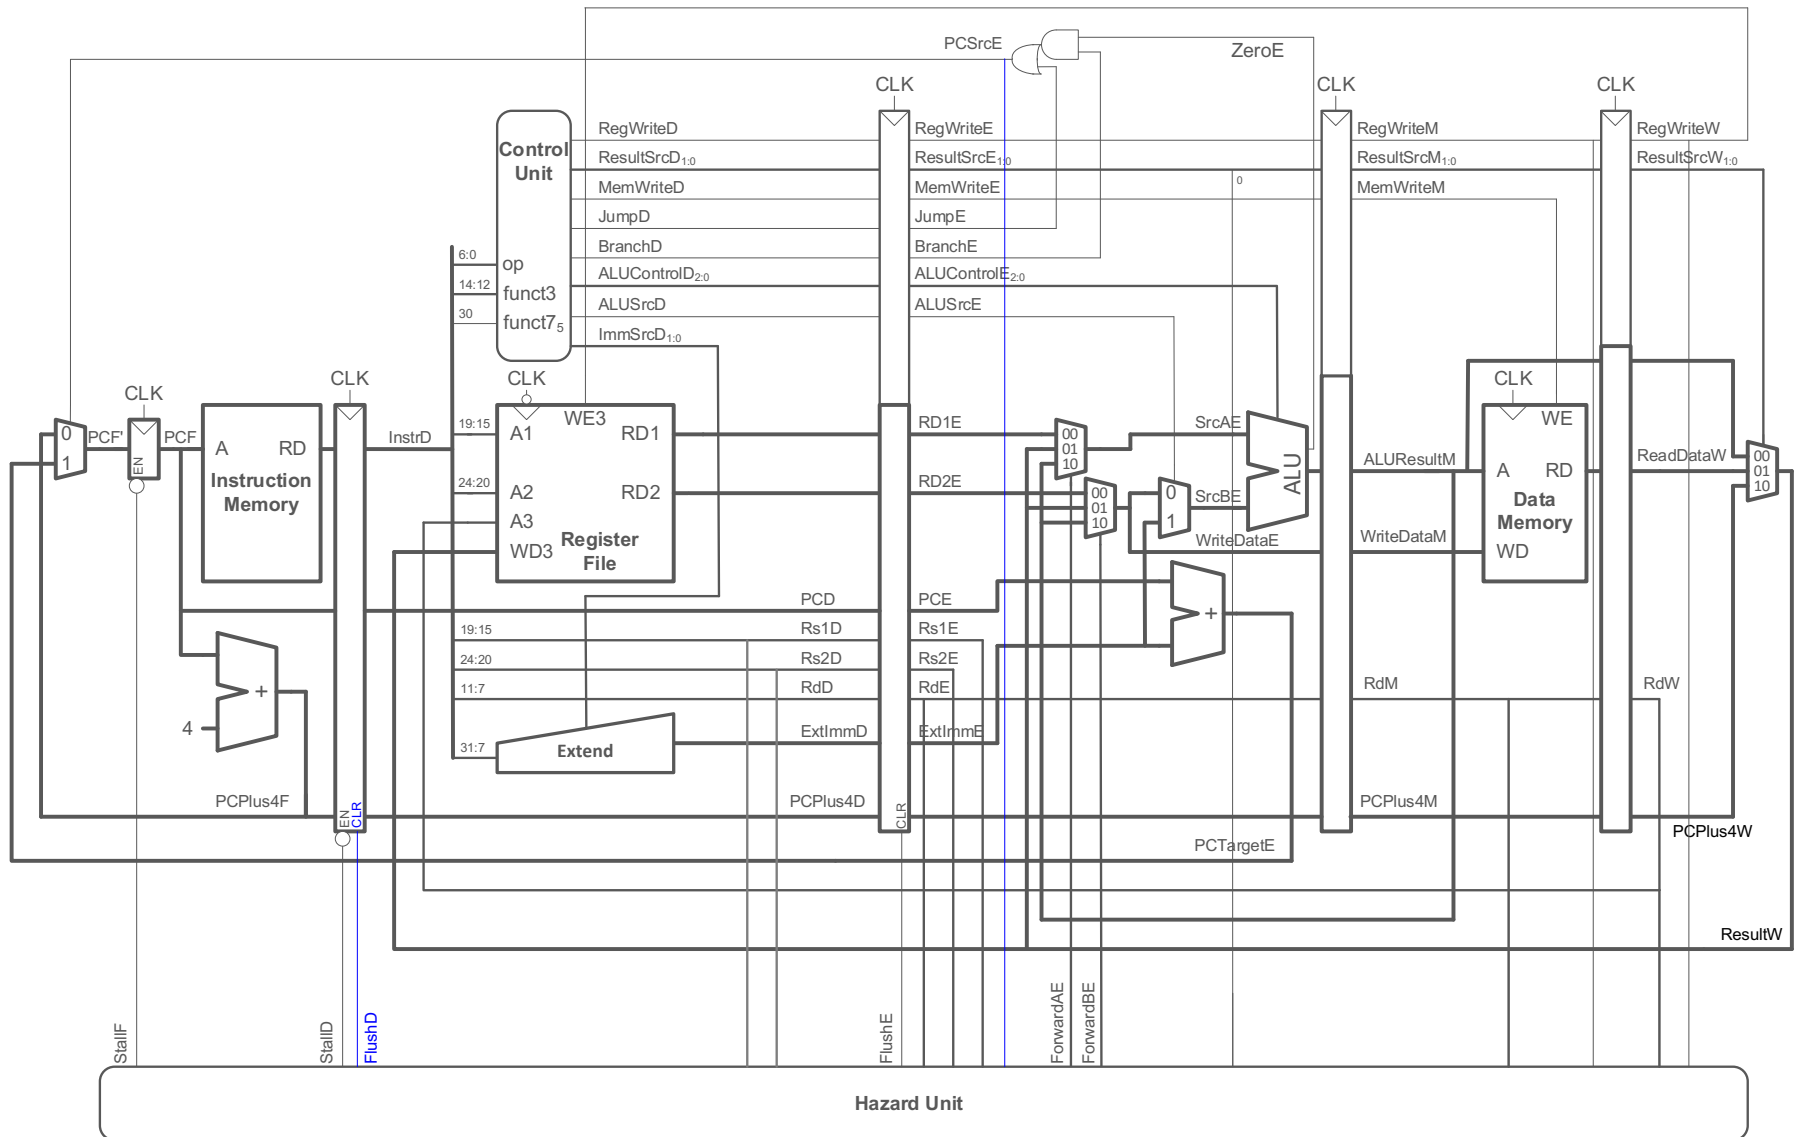 PCSrcE
ZeroE
CLK
CLK
CLK
Control
Unit
op
funct3
funct7₅
6:0
14:12
30
RegWriteD
ResultSrcD₁:₀
MemWriteD
JumpD
BranchD
ALUControlD₂:₀
ALUSrcD
ImmSrcD₁:₀
RegWriteE
ResultSrcE₁:₀
MemWriteE
JumpE
BranchE
ALUControlE₂:₀
ALUSrcE
0
RegWriteM
ResultSrcM₁:₀
MemWriteM
RegWriteW
ResultSrcW₁:₀
0
1
PCF'
CLK
EN
PCF
A
RD
Instruction
Memory
CLK
InstrD
19:15
24:20
CLK
WE3
A1
RD1
A2
RD2
A3
WD3
Register
File
RD1E
RD2E
00
01
10
00
01
10
0
1
SrcAE
SrcBE
WriteDataE
ALU
ALUResultM
WriteDataM
CLK
WE
A
RD
Data
Memory
WD
ReadDataW
00
01
10
+
4
PCPlus4F
EN
CLR
PCD
19:15
Rs1D
24:20
Rs2D
11:7
RdD
31:7
Extend
ExtImmD
PCPlus4D
CLR
PCE
Rs1E
Rs2E
RdE
ExtImmE
+
RdM
RdW
PCPlus4M
PCPlus4W
PCTargetE
ResultW
StallF
StallD
FlushD
FlushE
ForwardAE
ForwardBE
Hazard Unit